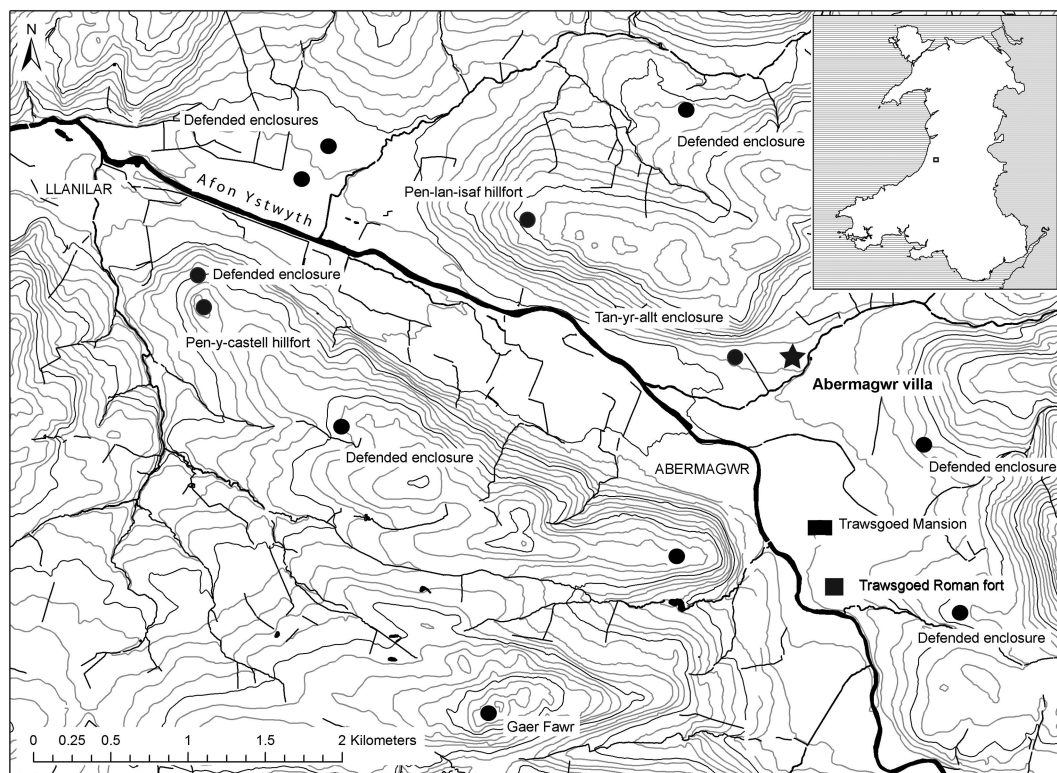 N
Defended enclosures
Defended enclosure
LLANILAR
Afon Ystwyth
Pen-lan-isaf hillfort
Defended enclosure
Pen-y-castell hillfort
Tan-yr-allt enclosure
Abermagwr villa
Defended enclosure
ABERMAGWR
Defended enclosure
Trawsgoed Mansion
Trawsgoed Roman fort
Defended enclosure
Gaer Fawr
0 0.25 0.5 1 1.5 2 Kilometers